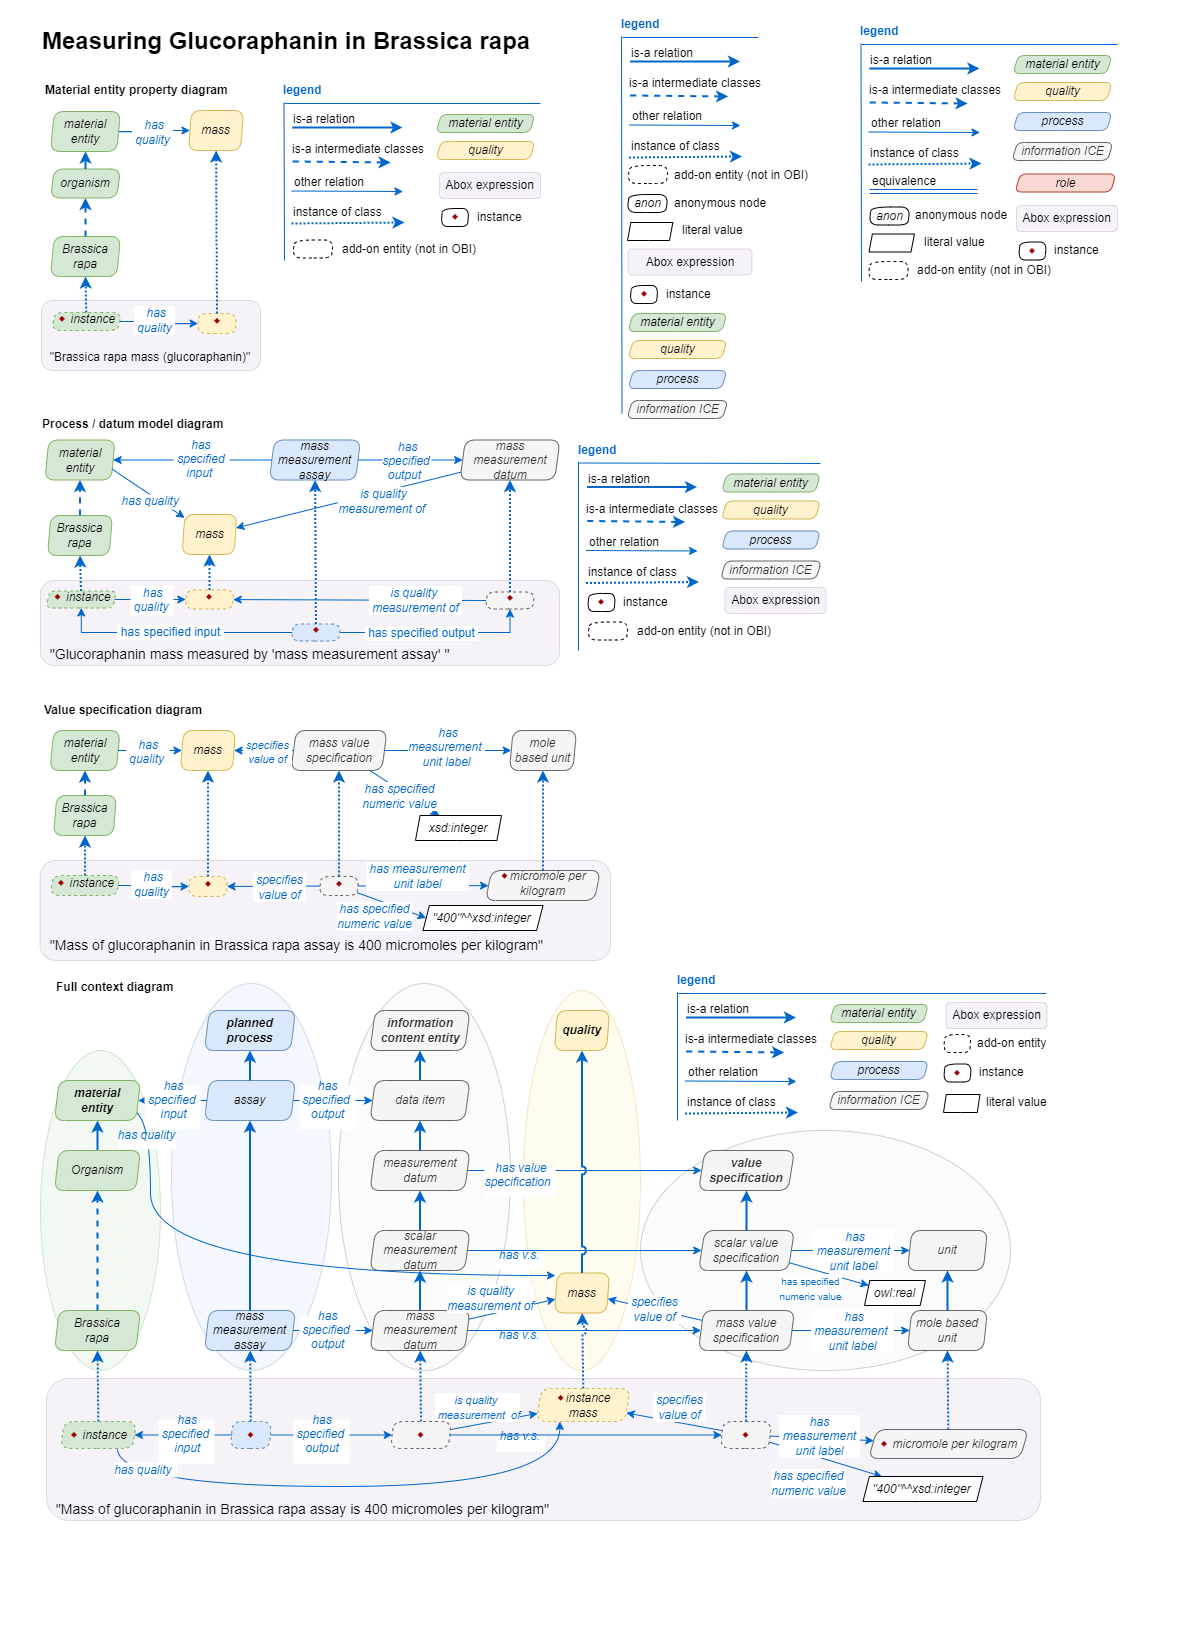 Measuring Glucoraphanin in Brassica rapa
legend
is-a relation
is-a intermediate classes
other relation
instance of class
add-on entity (not in OBI)
anon
anonymous node
literal value
Abox expression
instance
material entity
quality
process
information ICE
legend
is-a relation
is-a intermediate classes
other relation
instance of class
equivalence
anon
anonymous node
literal value
add-on entity (not in OBI)
material entity
quality
process
information ICE
role
Abox expression
instance
Material entity property diagram
material
entity
has
quality
mass
organism
Brassica
rapa
instance
has
quality
"Brassica rapa mass (glucoraphanin)"
legend
is-a relation
is-a intermediate classes
other relation
instance of class
add-on entity (not in OBI)
material entity
quality
Abox expression
instance
Process / datum model diagram
material
entity
has
specified
input
mass
measurement
assay
has
specified
output
mass
measurement
datum
has quality
is quality
measurement of
Brassica
rapa
mass
instance
has
quality
is quality
measurement of
has specified input
has specified output
"Glucoraphanin mass measured by 'mass measurement assay' "
legend
is-a relation
is-a intermediate classes
other relation
instance of class
instance
add-on entity (not in OBI)
material entity
quality
process
information ICE
Abox expression
Value specification diagram
material
entity
has
quality
mass
specifies
value of
mass value
specification
has
measurement
unit label
mole
based unit
has specified
numeric value
xsd:integer
Brassica
rapa
instance
has
quality
specifies
value of
has measurement
unit label
micromole per
kilogram
has specified
numeric value
"400"^^xsd:integer
"Mass of glucoraphanin in Brassica rapa assay is 400 micromoles per kilogram"
Full context diagram
legend
is-a relation
is-a intermediate classes
other relation
instance of class
material entity
quality
process
information ICE
Abox expression
add-on entity
instance
literal value
planned
process
information
content entity
quality
material
entity
has
specified
input
assay
has
specified
output
data item
has quality
Organism
measurement
datum
has value
specification
value
specification
scalar
measurement
datum
has v.s.
scalar value
specification
has
measurement
unit label
unit
has specified
numeric value
owl:real
is quality
measurement of
mass
specifies
value of
Brassica
rapa
mass
measurement
assay
has
specified
output
mass
measurement
datum
has v.s.
mass value
specification
has
measurement
unit label
mole based
unit
instance
mass
is quality
measurement of
specifies
value of
instance
has
specified
input
has
specified
output
has v.s.
has
measurement
unit label
micromole per kilogram
has quality
has specified
numeric value
"400"^^xsd:integer
"Mass of glucoraphanin in Brassica rapa assay is 400 micromoles per kilogram"